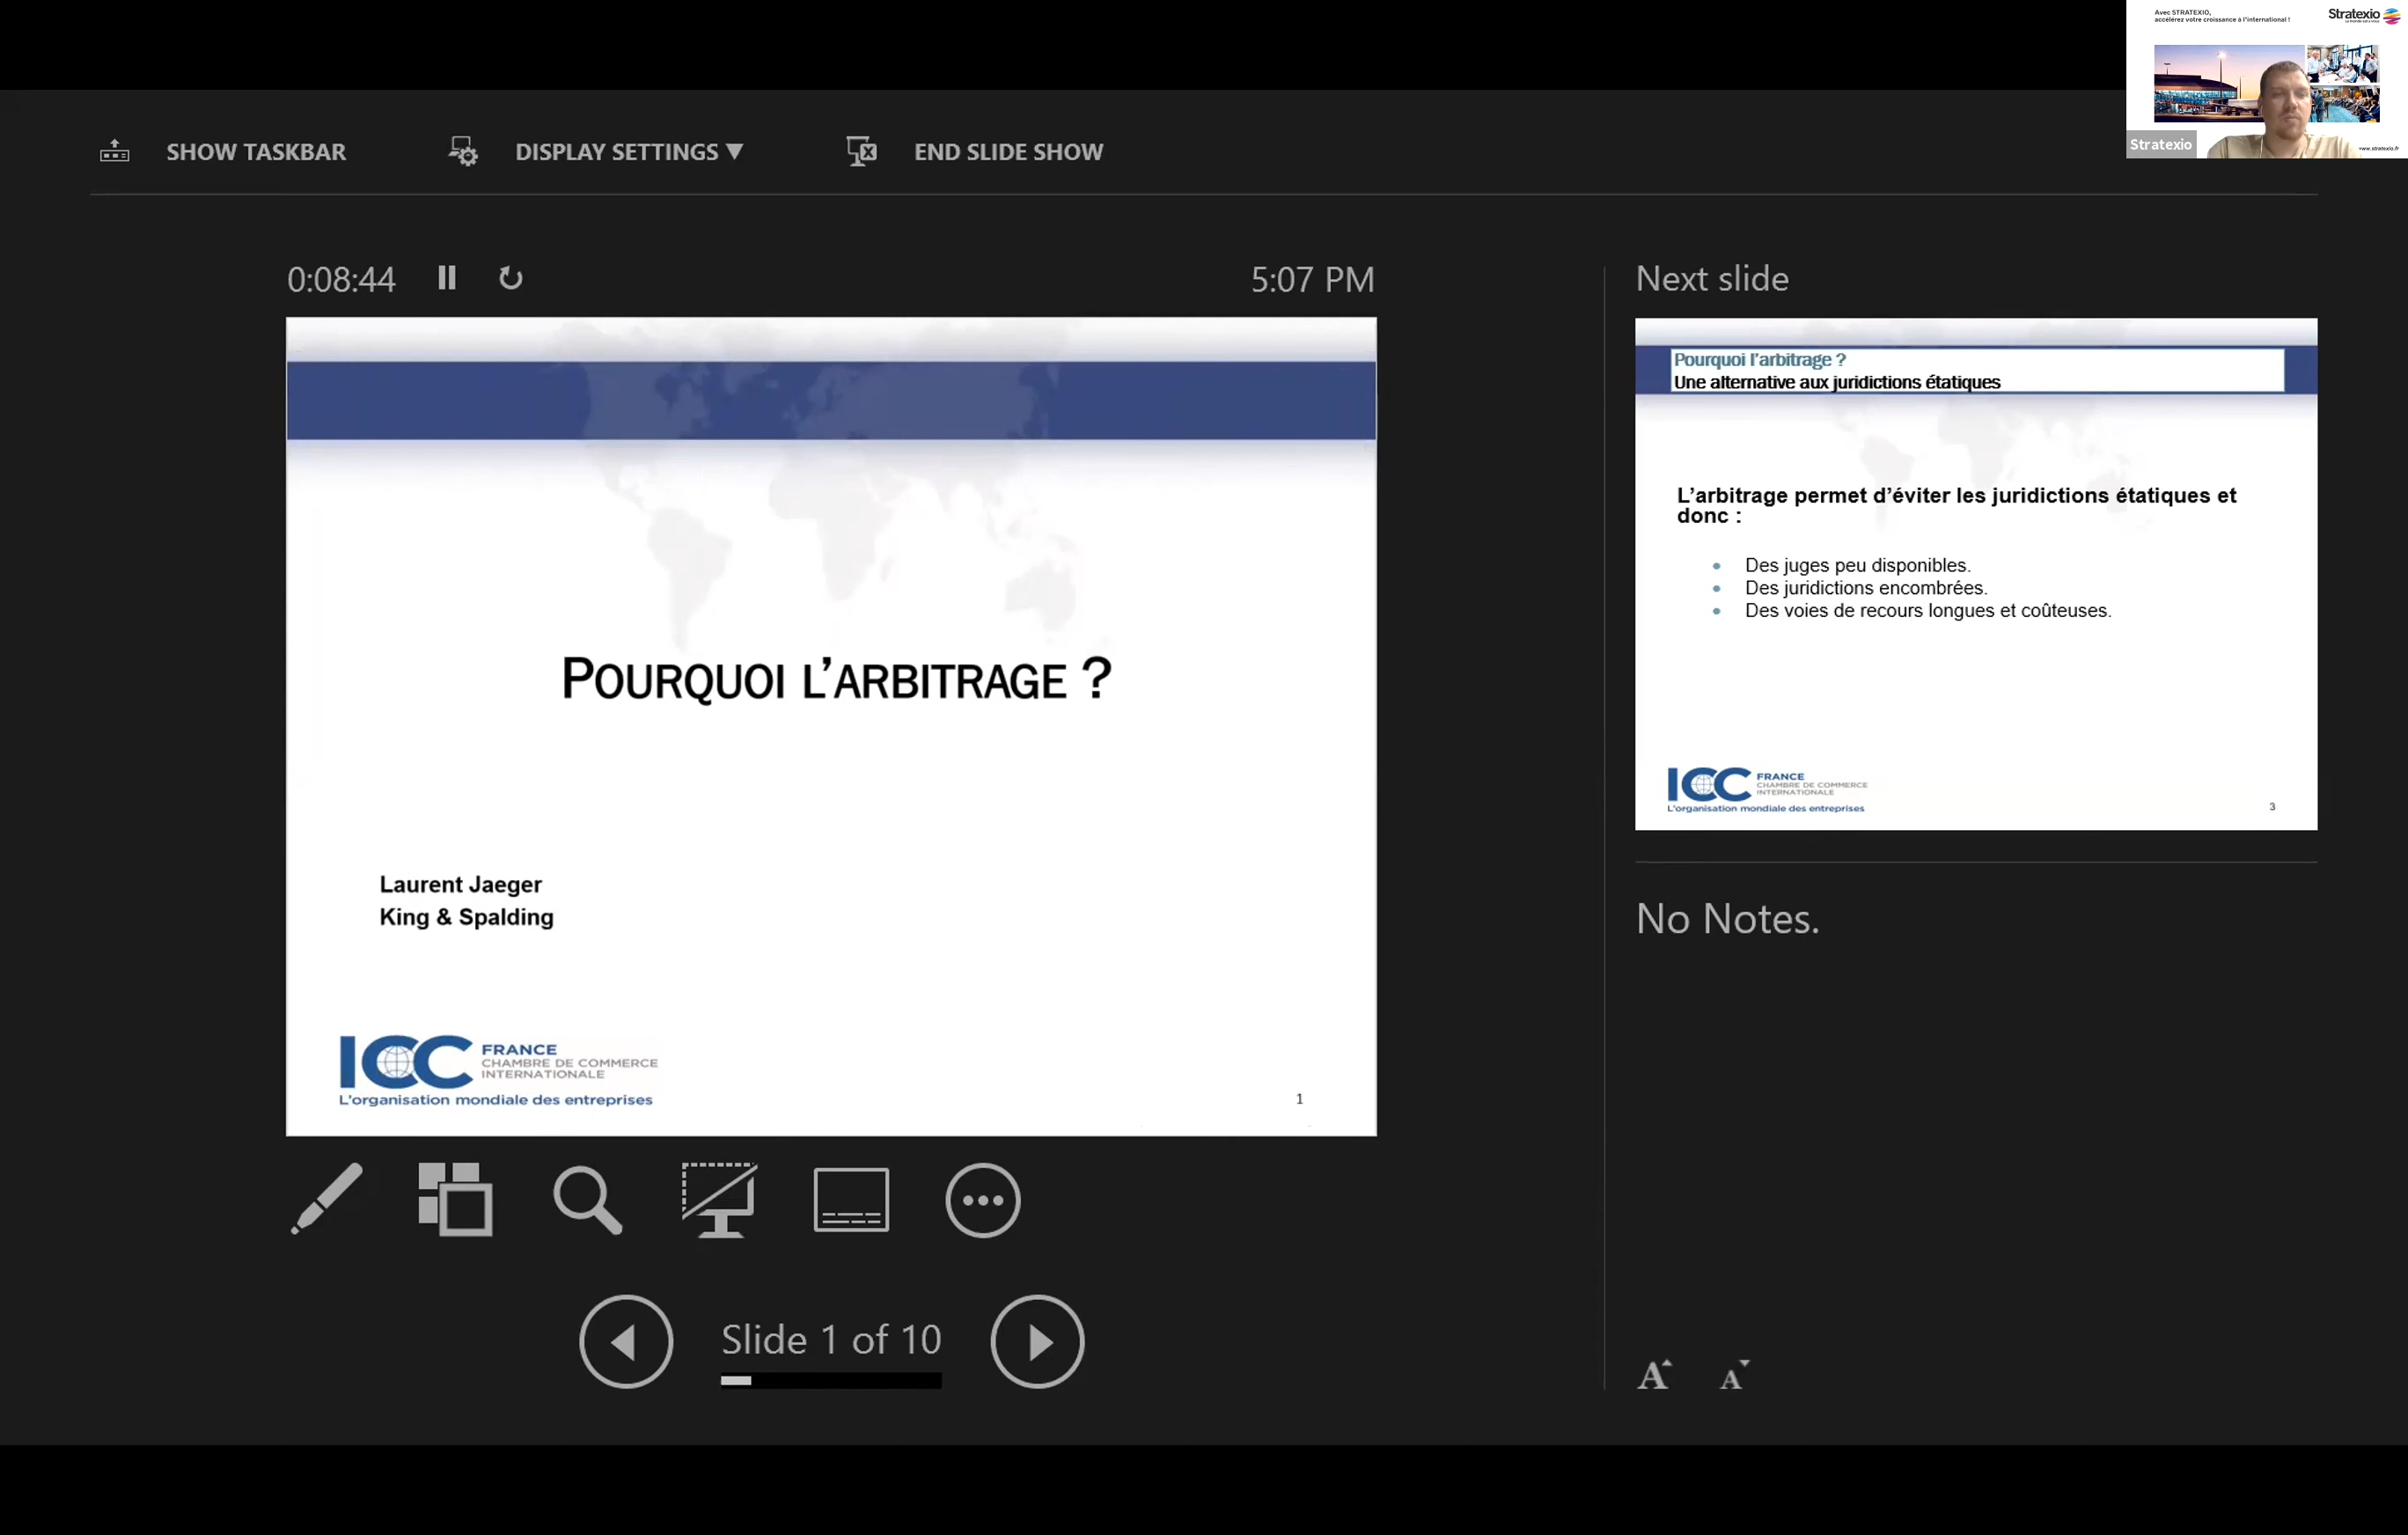 Avec STRATEXIO,
accélérez votre croissance à l'international !
Stratexio
Stratexio
www.stratexio.fr
SHOW TASKBAR
DISPLAY SETTINGS ▼
END SLIDE SHOW
0:08:44
5:07 PM
POURQUOI L'ARBITRAGE ?
Laurent Jaeger
King & Spalding
ICC FRANCE
CHAMBRE DE COMMERCE
INTERNATIONALE
L'organisation mondiale des entreprises
1
Slide 1 of 10
Next slide
Pourquoi l'arbitrage ?
Une alternative aux juridictions étatiques
L'arbitrage permet d'éviter les juridictions étatiques et
donc :
• Des juges peu disponibles.
• Des juridictions encombrées.
• Des voies de recours longues et coûteuses.
ICC FRANCE
CHAMBRE DE COMMERCE
INTERNATIONALE
L'organisation mondiale des entreprises
3
No Notes.
A A